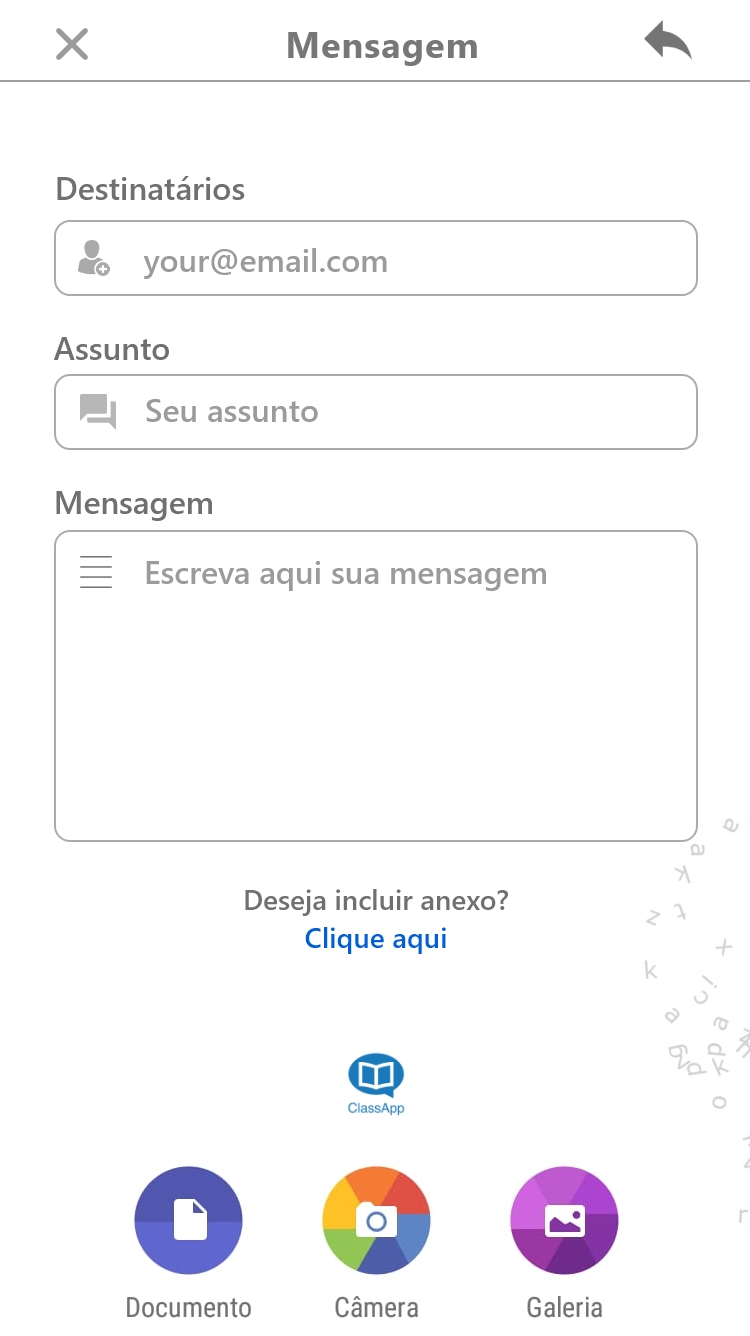 Mensagem
Destinatários
your@email.com
Assunto
Seu assunto
Mensagem
Escreva aqui sua mensagem
Deseja incluir anexo?
Clique aqui
ClassApp
Documento Câmera Galeria